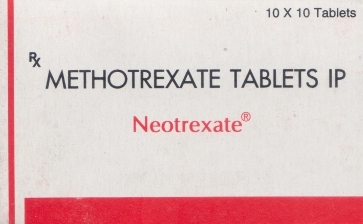 10 X 10 Tablets
Rx METHOTREXATE TABLETS IP
Neotrexate®